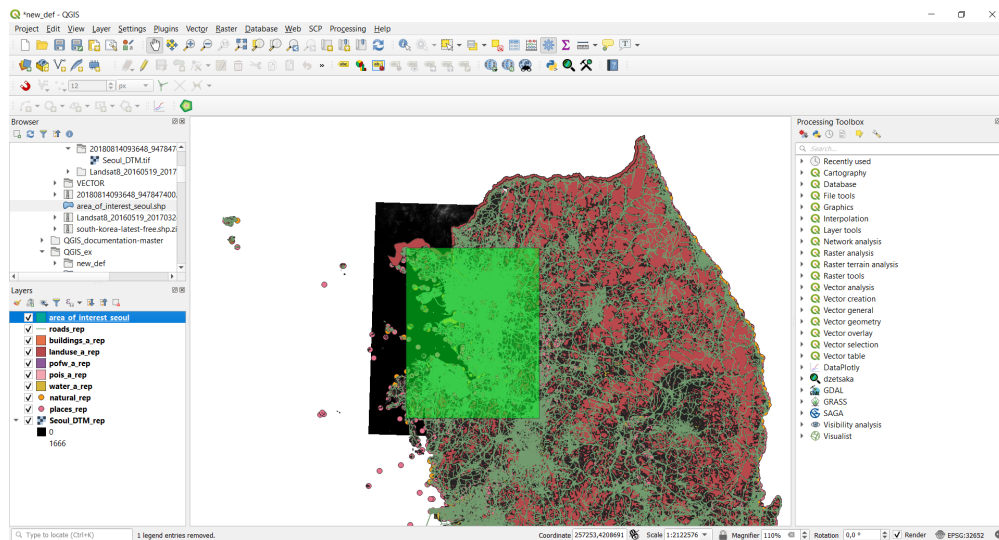 *new_def - QGIS
Project Edit View Layer Settings Plugins Vector Raster Database Web SCP Processing Help
12 px
Browser
20180814093648_947847
Seoul_DTM.tif
Landsat8_20160519_2017
VECTOR
20180814093648_947847400.
area_of_interest_seoul.shp
Landsat8_20160519_2017032
south-korea-latest-free.shp.zi
QGIS_documentation-master
QGIS_ex
new_def
Layers
area_of_interest_seoul
roads_rep
buildings_a_rep
landuse_a_rep
pofw_a_rep
pois_a_rep
water_a_rep
natural_rep
places_rep
Seoul_DTM_rep
0
1666
Processing Toolbox
Search...
Recently used
Cartography
Database
File tools
Graphics
Interpolation
Layer tools
Network analysis
Raster analysis
Raster terrain analysis
Raster tools
Vector analysis
Vector creation
Vector general
Vector geometry
Vector overlay
Vector selection
Vector table
DataPlotly
dzetsaka
GDAL
GRASS
SAGA
Visibility analysis
Visualist
Type to locate (Ctrl+K) 1 legend entries removed. Coordinate 257253,4208691 Scale 1:2122576 Magnifier 110% Rotation 0,0 ° Render EPSG:32652